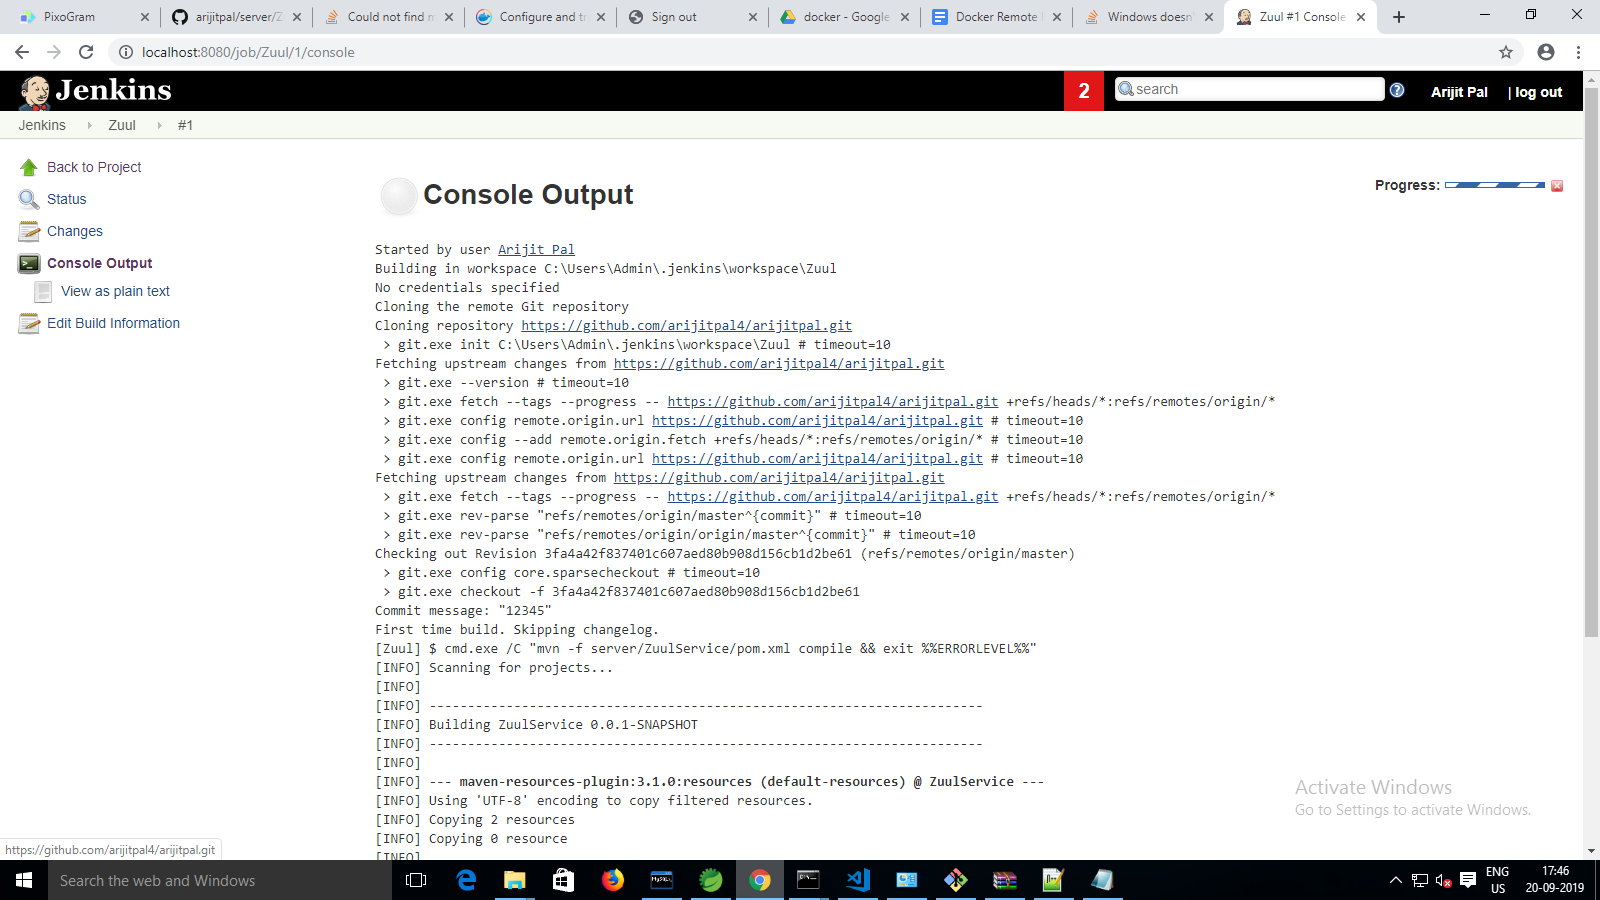 PixoGram
arijitpal/server/Z
Could not find m
Configure and tr
Sign out
docker - Google
Docker Remote
Windows doesn'
Zuul #1 Console
localhost:8080/job/Zuul/1/console
Jenkins
2
search
Arijit Pal
| log out
Jenkins
Zuul
#1
Back to Project
Status
Changes
Console Output
View as plain text
Edit Build Information
Console Output
Progress:
Started by user Arijit Pal
Building in workspace C:\Users\Admin\.jenkins\workspace\Zuul
No credentials specified
Cloning the remote Git repository
Cloning repository https://github.com/arijitpal4/arijitpal.git
> git.exe init C:\Users\Admin\.jenkins\workspace\Zuul # timeout=10
Fetching upstream changes from https://github.com/arijitpal4/arijitpal.git
> git.exe --version # timeout=10
> git.exe fetch --tags --progress -- https://github.com/arijitpal4/arijitpal.git +refs/heads/*:refs/remotes/origin/*
> git.exe config remote.origin.url https://github.com/arijitpal4/arijitpal.git # timeout=10
> git.exe config --add remote.origin.fetch +refs/heads/*:refs/remotes/origin/* # timeout=10
> git.exe config remote.origin.url https://github.com/arijitpal4/arijitpal.git # timeout=10
Fetching upstream changes from https://github.com/arijitpal4/arijitpal.git
> git.exe fetch --tags --progress -- https://github.com/arijitpal4/arijitpal.git +refs/heads/*:refs/remotes/origin/*
> git.exe rev-parse "refs/remotes/origin/master^{commit}" # timeout=10
> git.exe rev-parse "refs/remotes/origin/origin/master^{commit}" # timeout=10
Checking out Revision 3fa4a42f837401c607aed80b908d156cb1d2be61 (refs/remotes/origin/master)
> git.exe config core.sparsecheckout # timeout=10
> git.exe checkout -f 3fa4a42f837401c607aed80b908d156cb1d2be61
Commit message: "12345"
First time build. Skipping changelog.
[Zuul] $ cmd.exe /C "mvn -f server/ZuulService/pom.xml compile && exit %%ERRORLEVEL%%"
[INFO] Scanning for projects...
[INFO]
[INFO] ------------------------------------------------------------------------
[INFO] Building ZuulService 0.0.1-SNAPSHOT
[INFO] ------------------------------------------------------------------------
[INFO]
[INFO] --- maven-resources-plugin:3.1.0:resources (default-resources) @ ZuulService ---
[INFO] Using 'UTF-8' encoding to copy filtered resources.
[INFO] Copying 2 resources
[INFO] Copying 0 resource
[INFO]
Activate Windows
Go to Settings to activate Windows.
https://github.com/arijitpal4/arijitpal.git
Search the web and Windows
ENG
US
17:46
20-09-2019